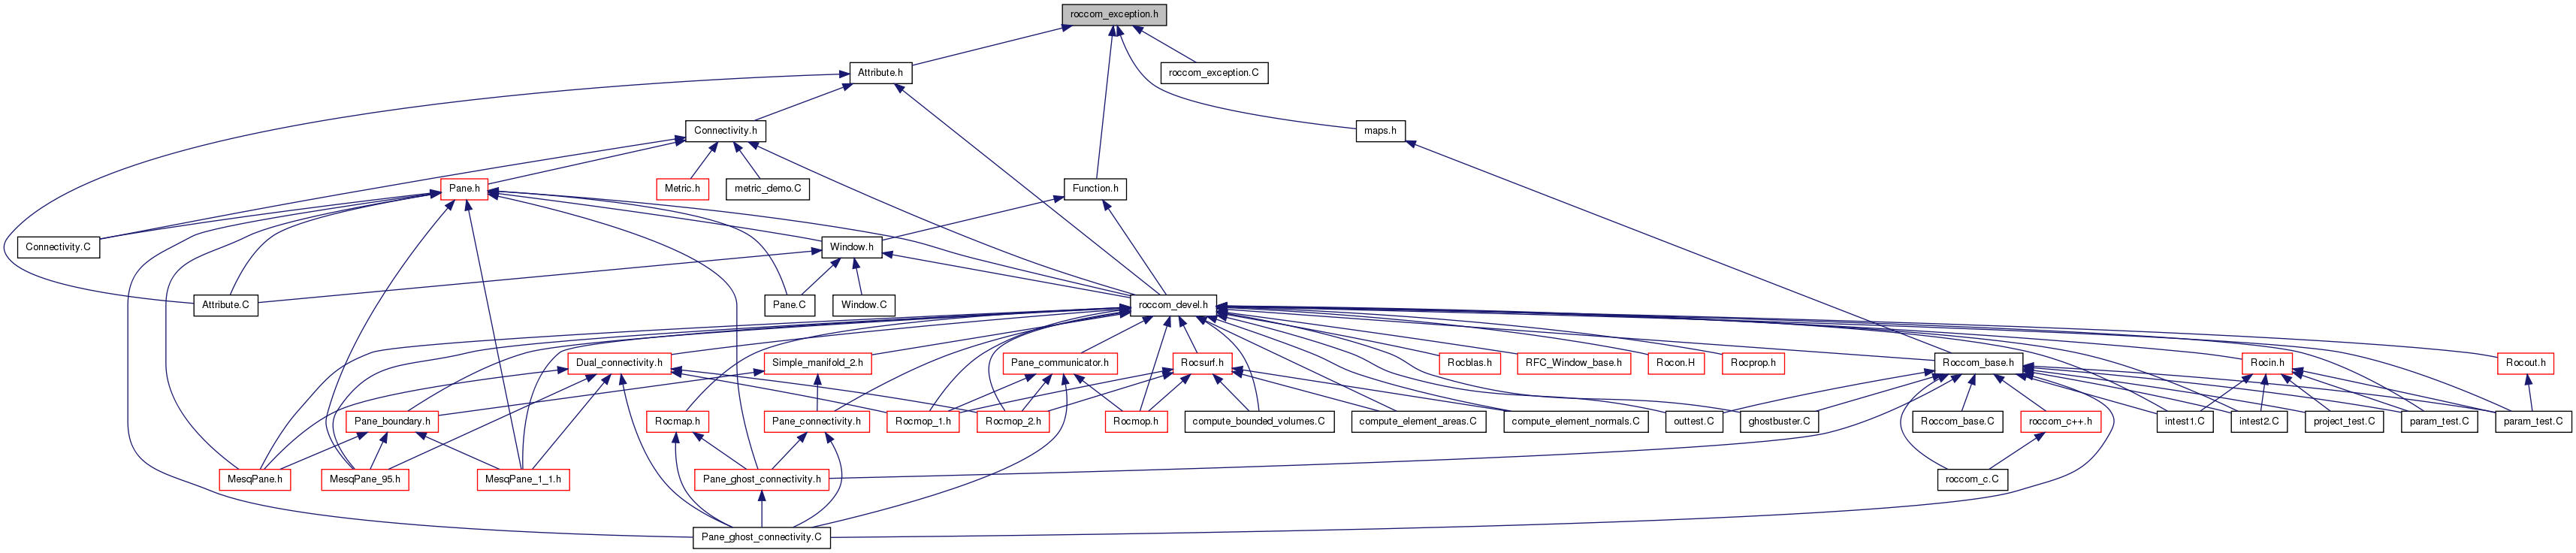 roccom_exception.h
Attribute.h
roccom_exception.C
Connectivity.h
maps.h
Pane.h
Metric.h
metric_demo.C
Function.h
Connectivity.C
Window.h
Attribute.C
Pane.C
Window.C
roccom_devel.h
Dual_connectivity.h
Simple_manifold_2.h
Pane_communicator.h
Rocsurf.h
Rocblas.h
RFC_Window_base.h
Rocon.H
Rocprop.h
Roccom_base.h
Rocin.h
Rocout.h
Pane_boundary.h
Rocmap.h
Pane_connectivity.h
Rocmop_1.h
Rocmop_2.h
Rocmop.h
compute_bounded_volumes.C
compute_element_areas.C
compute_element_normals.C
outtest.C
ghostbuster.C
Roccom_base.C
roccom_c++.h
intest1.C
intest2.C
project_test.C
param_test.C
param_test.C
MesqPane.h
MesqPane_95.h
MesqPane_1_1.h
Pane_ghost_connectivity.h
roccom_c.C
Pane_ghost_connectivity.C